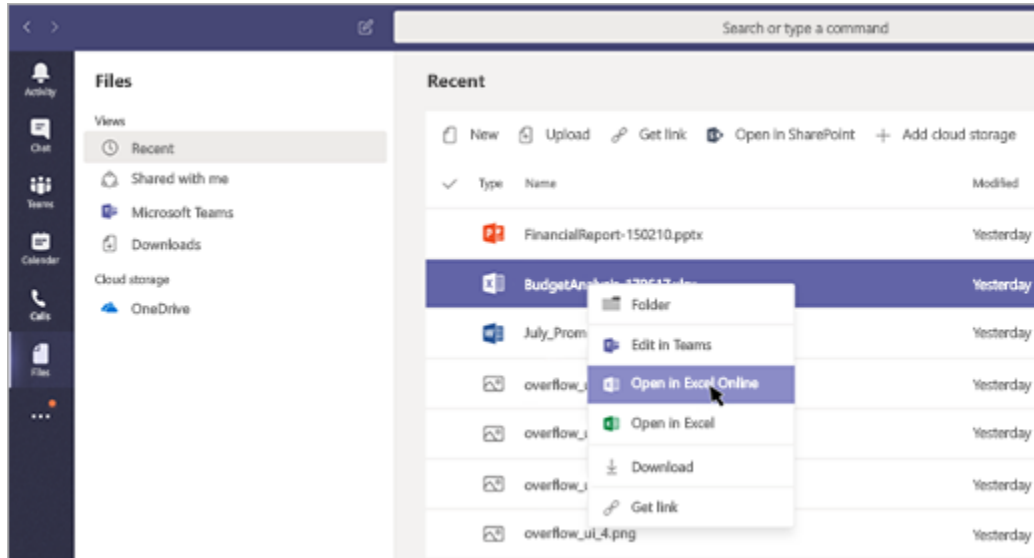 Search or type a command
Activity
Chat
Teams
Calendar
Calls
Files
Files
Views
Recent
Shared with me
Microsoft Teams
Downloads
Cloud storage
OneDrive
Recent
New Upload Get link Open in SharePoint Add cloud storage
Type Name Modified
FinancialReport-150210.pptx Yesterday
Yesterday
July_Prom Yesterday
Yesterday
Yesterday
Yesterday
overflow_ui_4.png Yesterday
Folder
Edit in Teams
Open in Excel Online
Open in Excel
Download
Get link